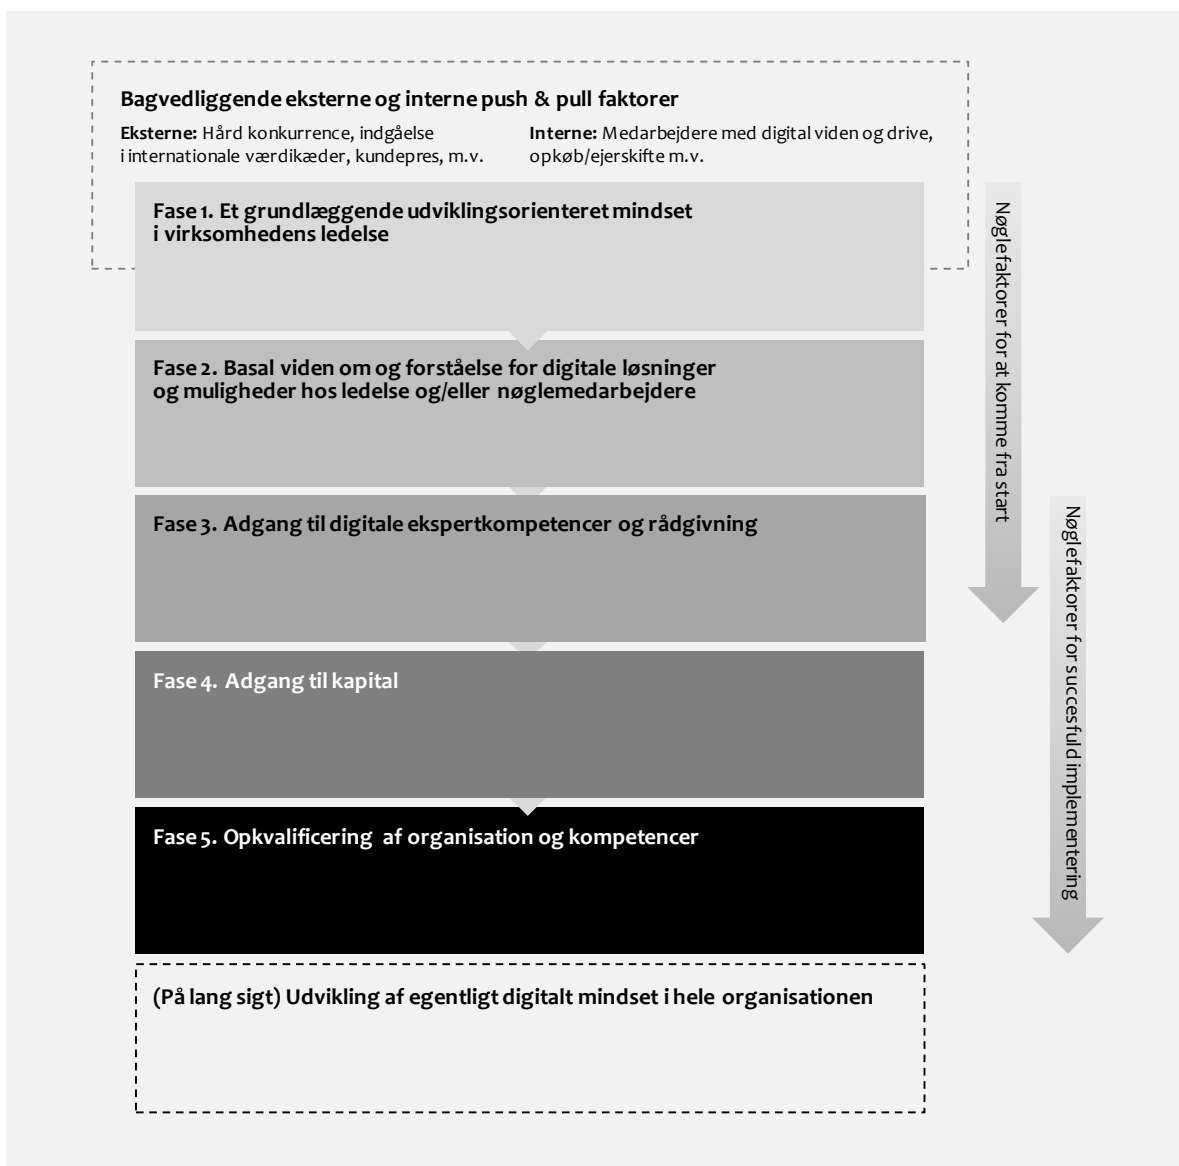 Bagvedliggende eksterne og interne push & pull faktorer
Eksterne: Hård konkurrence, indgåelse
i internationale værdikæder, kundepres, m.v.
Interne: Medarbejdere med digital viden og drive,
opkøb/ejerskifte m.v.
Fase 1. Et grundlæggende udviklingsorienteret mindset
i virksomhedens ledelse
Fase 2. Basal viden om og forståelse for digitale løsninger
og muligheder hos ledelse og/eller nøglemedarbejdere
Fase 3. Adgang til digitale ekspertkompetencer og rådgivning
Fase 4. Adgang til kapital
Fase 5. Opkvalificering af organisation og kompetencer
(På lang sigt) Udvikling af egentligt digitalt mindset i hele organisationen
Nøglefaktorer for at komme fra start
Nøglefaktorer for succesfuld implementering